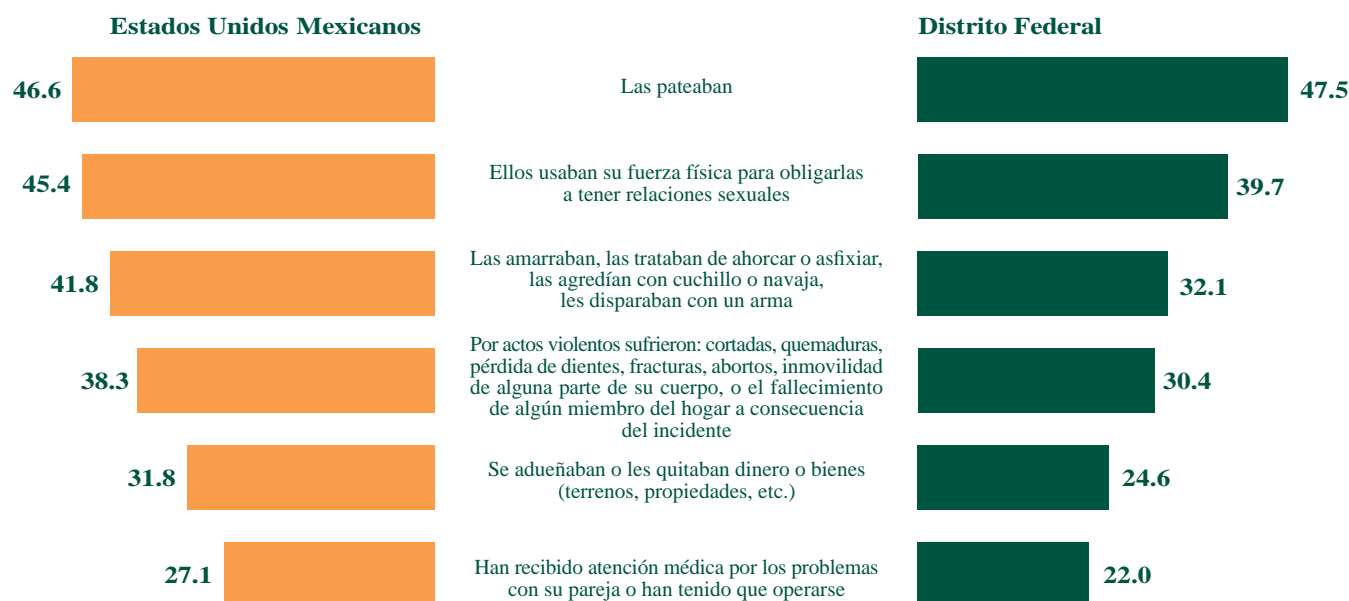 Estados Unidos Mexicanos
Distrito Federal
46.6
Las pateaban
47.5
45.4
Ellos usaban su fuerza física para obligarlas
a tener relaciones sexuales
39.7
41.8
Las amarraban, las trataban de ahorcar o asfixiar,
las agredían con cuchillo o navaja,
les disparaban con un arma
32.1
38.3
Por actos violentos sufrieron: cortadas, quemaduras,
pérdida de dientes, fracturas, abortos, inmovilidad
de alguna parte de su cuerpo, o el fallecimiento
de algún miembro del hogar a consecuencia
del incidente
30.4
31.8
Se adueñaban o les quitaban dinero o bienes
(terrenos, propiedades, etc.)
24.6
27.1
Han recibido atención médica por los problemas
con su pareja o han tenido que operarse
22.0